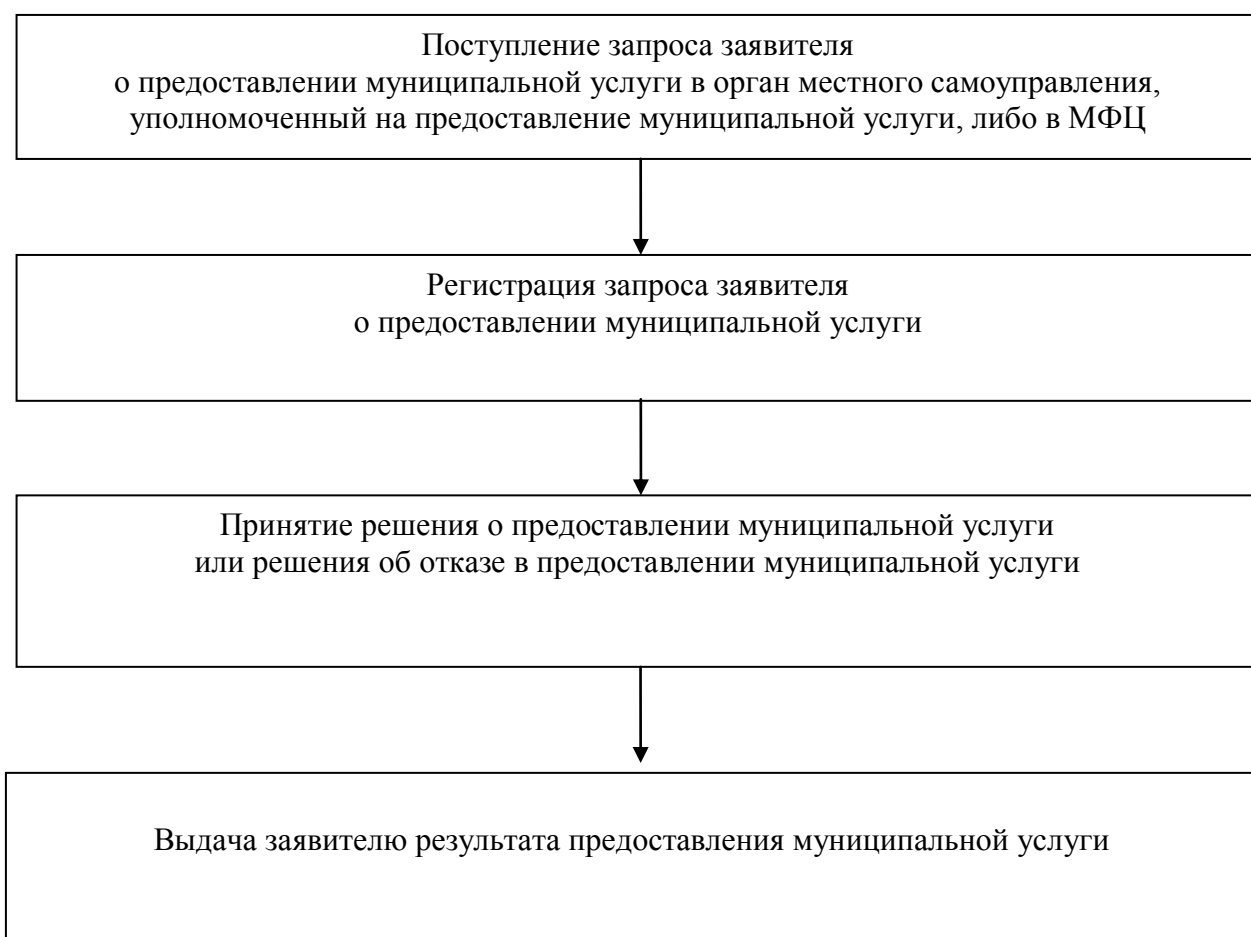 Поступление запроса заявителя
о предоставлении муниципальной услуги в орган местного самоуправления,
уполномоченный на предоставление муниципальной услуги, либо в МФЦ
Регистрация запроса заявителя
о предоставлении муниципальной услуги
Принятие решения о предоставлении муниципальной услуги
или решения об отказе в предоставлении муниципальной услуги
Выдача заявителю результата предоставления муниципальной услуги